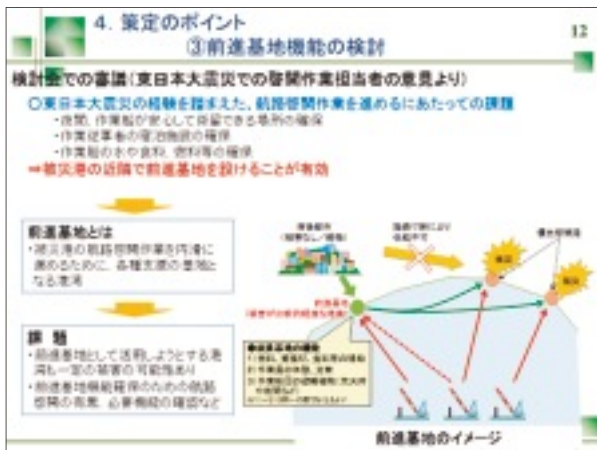 4. 策定のポイント
12
③前進基地機能の検討
検討会での審議(東日本大震災での啓開作業担当者の意見より)
○東日本大震災の経験を踏まえた、航路啓開作業を進めるにあたっての課題
・夜間、作業船が安心して停留できる場所の確保
・作業従事者の宿泊施設の確保
・作業船の水や食料、燃料等の確保
⇒被災港の近隣で前進基地を設けることが有効
前進基地とは
・被災港の航路啓開作業を円滑に
進めるために、各種支援の基地と
なる港湾
課 題
・前進基地として活用しようとする港
湾も一定の被害の可能性あり
・前進基地機能確保のための航路
啓開の有無、必要機能の確認など
前進基地
前進基地のイメージ